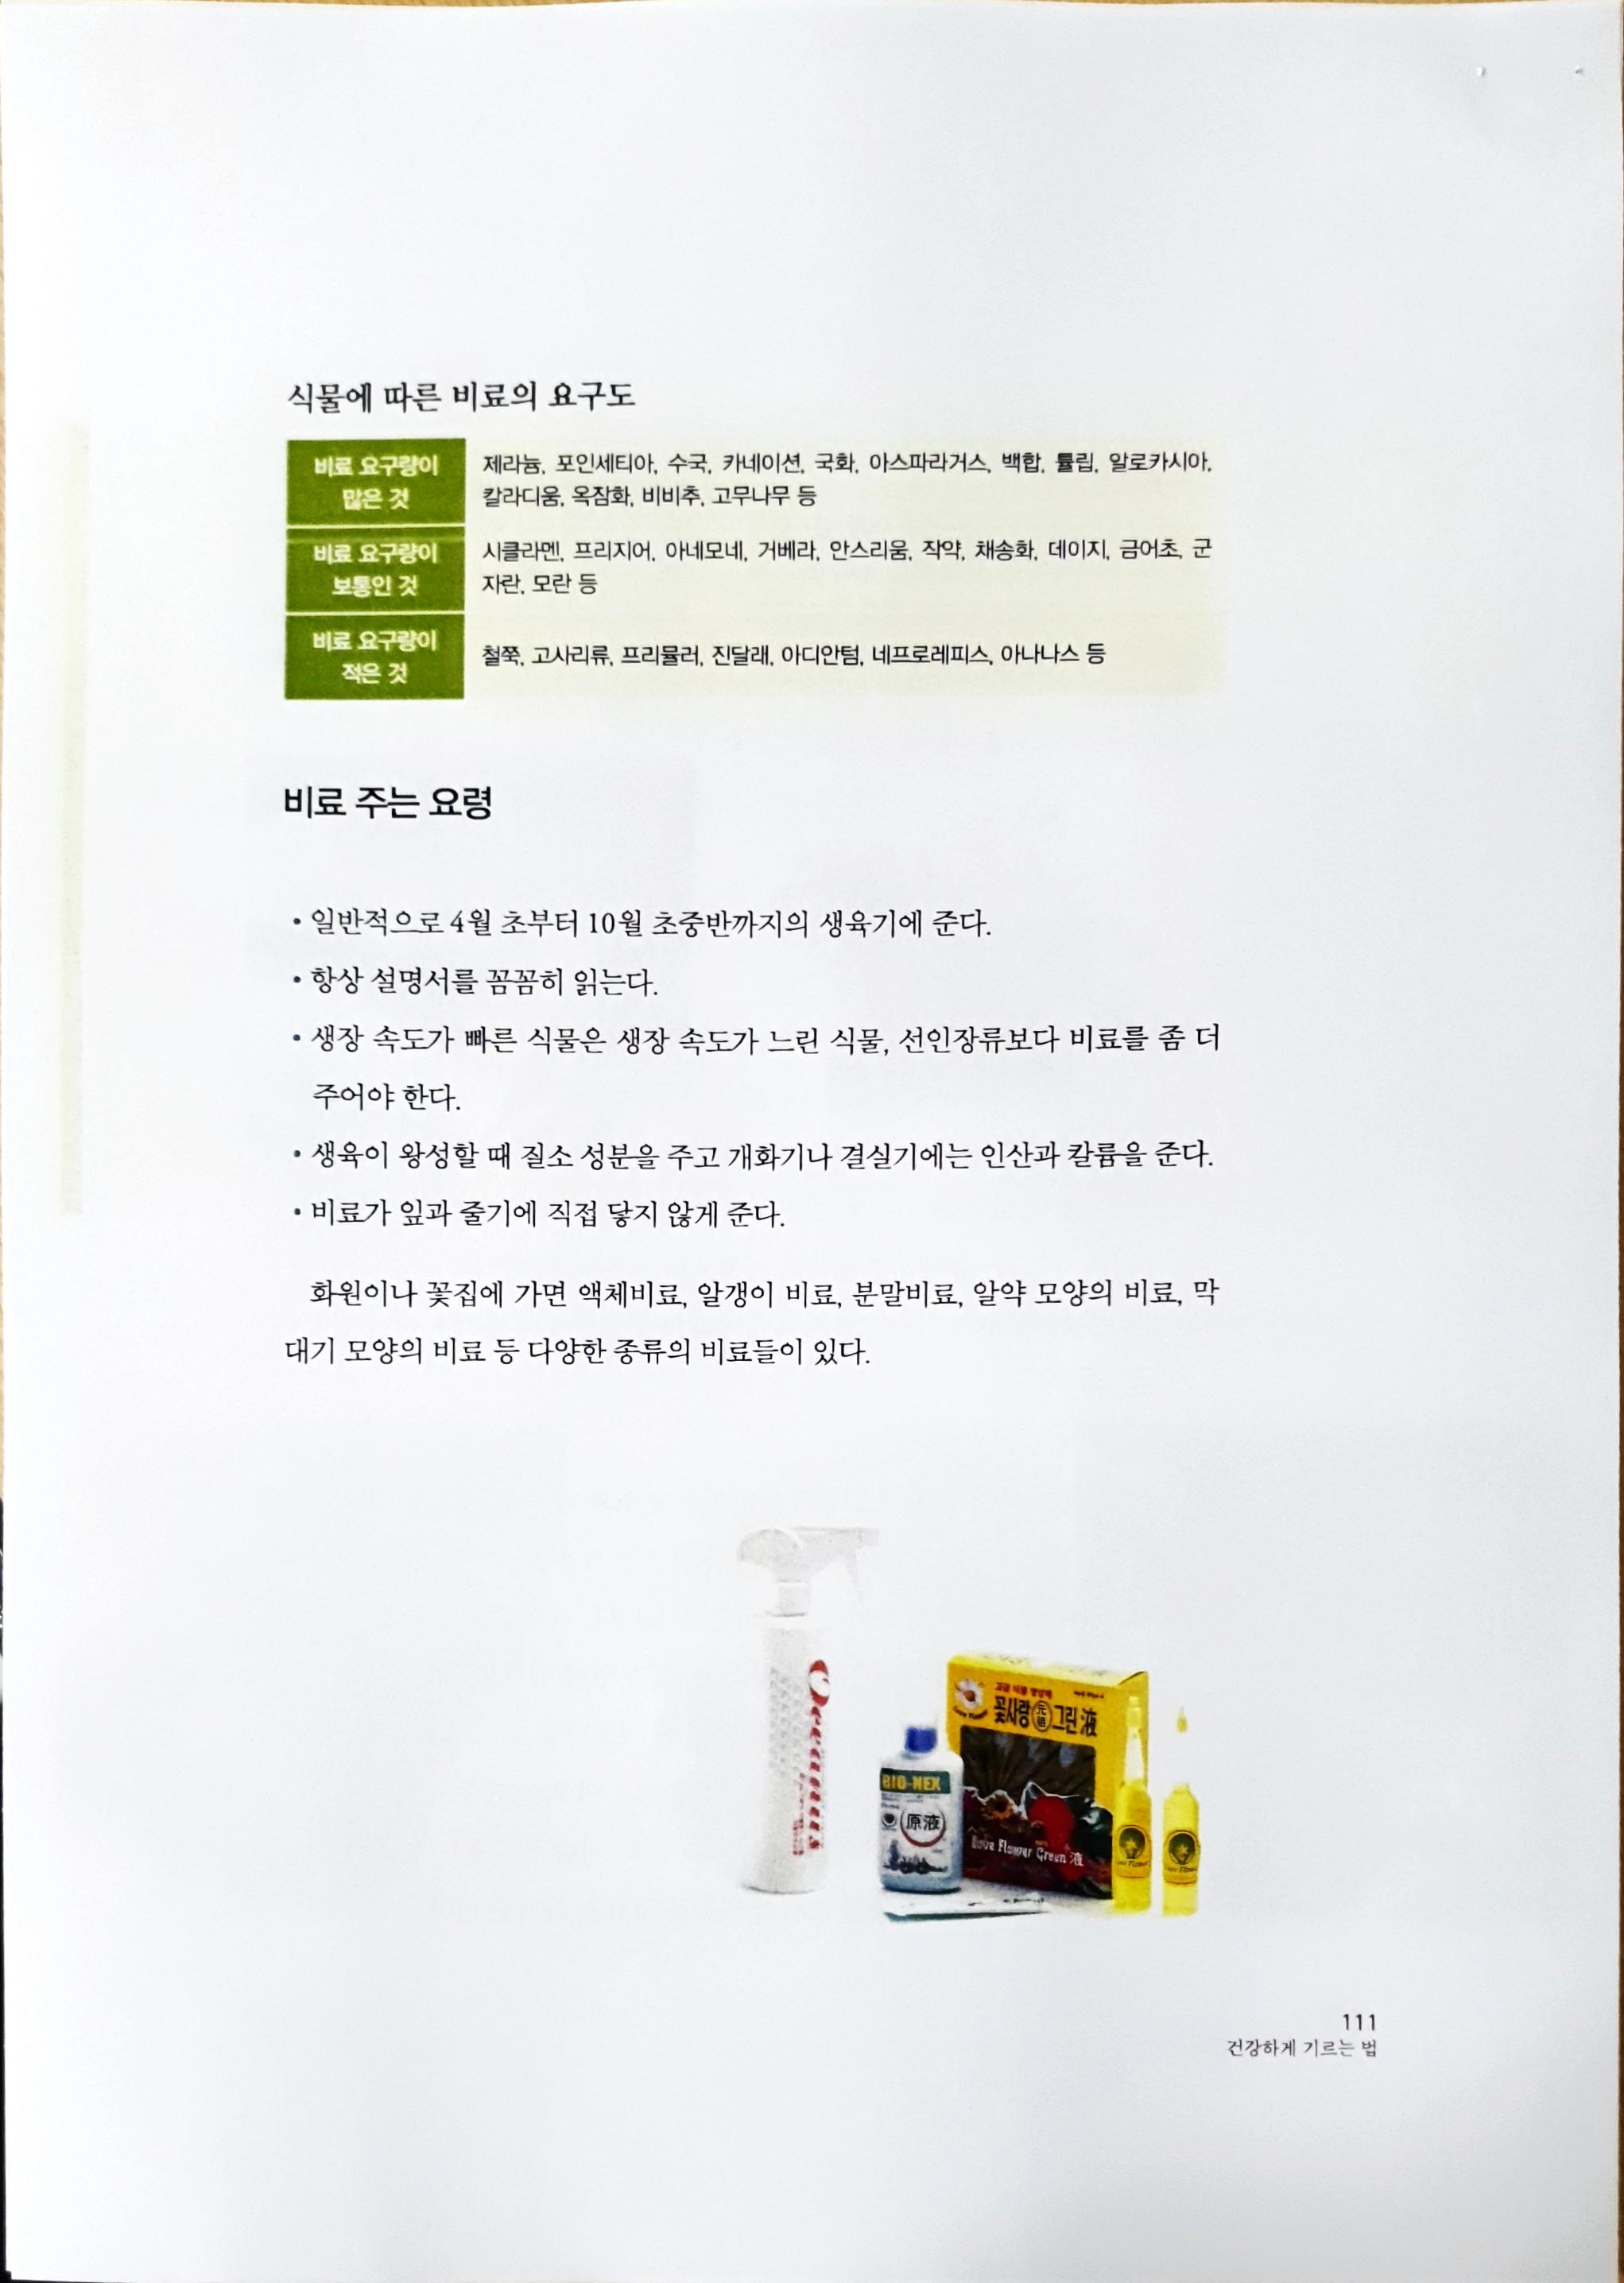 식물에 따른 비료의 요구도
비료 요구량이
많은 것
제라늄, 포인세티아, 수국, 카네이션, 국화, 아스파라거스, 백합, 튤립, 알로카시아,
칼라디움, 옥잠화, 비비추, 고무나무 등
비료 요구량이
보통인 것
시클라멘, 프리지어, 아네모네, 거베라, 안스리움, 작약, 채송화, 데이지, 금어초, 군
자란, 모란 등
비료 요구량이
적은 것
철쭉, 고사리류, 프리뮬러, 진달래, 아디안텀, 네프로레피스, 아나나스 등
비료 주는 요령
• 일반적으로 4월 초부터 10월 초중반까지의 생육기에 준다.
• 항상 설명서를 꼼꼼히 읽는다.
• 생장 속도가 빠른 식물은 생장 속도가 느린 식물, 선인장류보다 비료를 좀 더
주어야 한다.
• 생육이 왕성할 때 질소 성분을 주고 개화기나 결실기에는 인산과 칼륨을 준다.
• 비료가 잎과 줄기에 직접 닿지 않게 준다.
화원이나 꽃집에 가면 액체비료, 알갱이 비료, 분말비료, 알약 모양의 비료, 막
대기 모양의 비료 등 다양한 종류의 비료들이 있다.
고급 식물 영양제
꽃사랑 元祖 그린 液
BIO-NEX
原液
Love Flower Green 液
111
건강하게 기르는 법